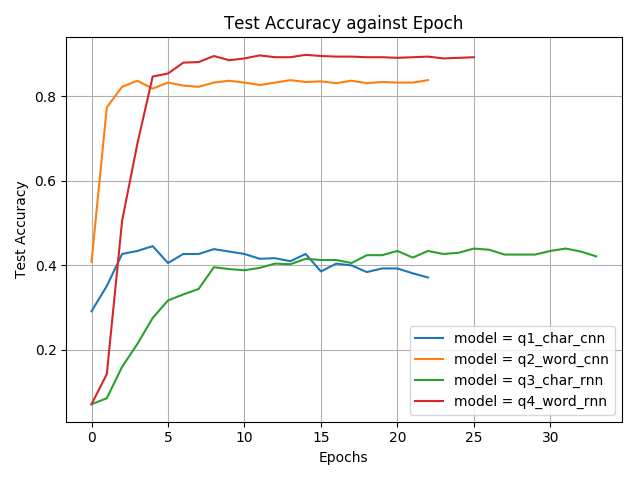 Test Accuracy against Epoch
Test Accuracy
0.8
0.6
0.4
0.2
0 5 10 15 20 25 30
Epochs
model = q1_char_cnn
model = q2_word_cnn
model = q3_char_rnn
model = q4_word_rnn